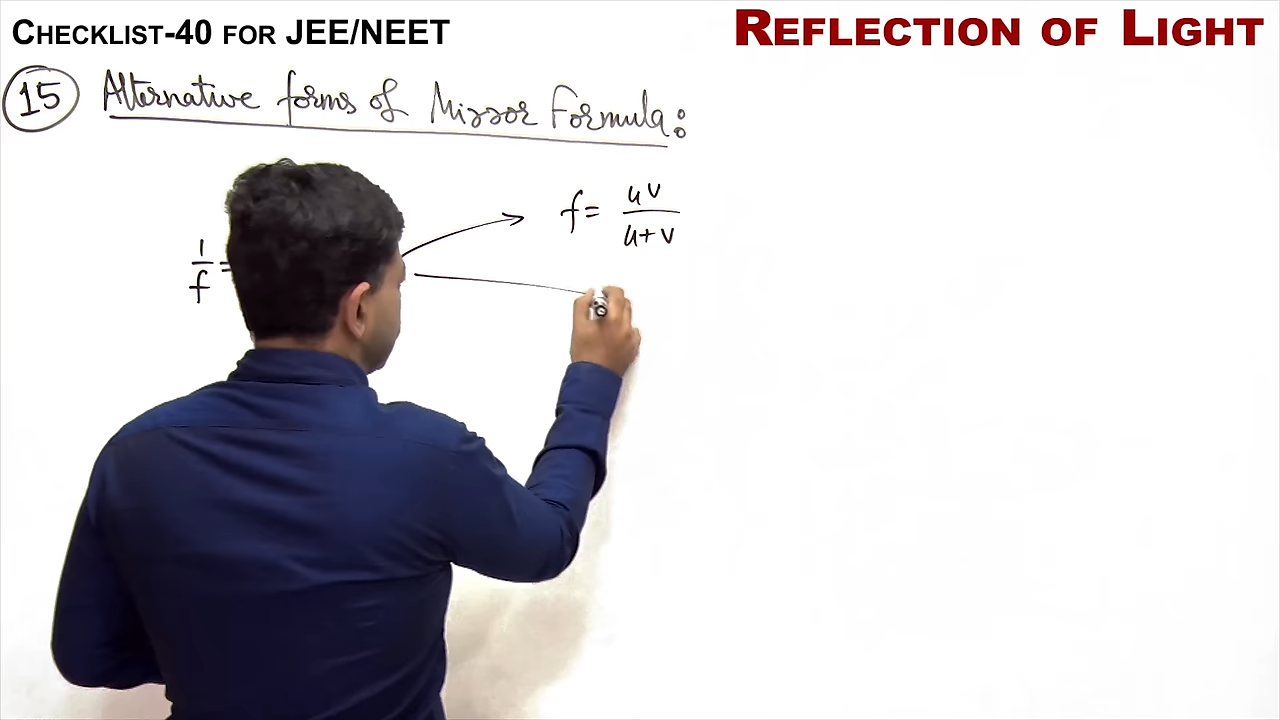 CHECKLIST-40 FOR JEE/NEET
REFLECTION OF LIGHT
15 Alternative forms of Mirror Formula:
1/f =
f = uv/u+v